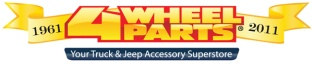 1961 4 WHEEL PARTS® 2011
Your Truck & Jeep Accessory Superstore